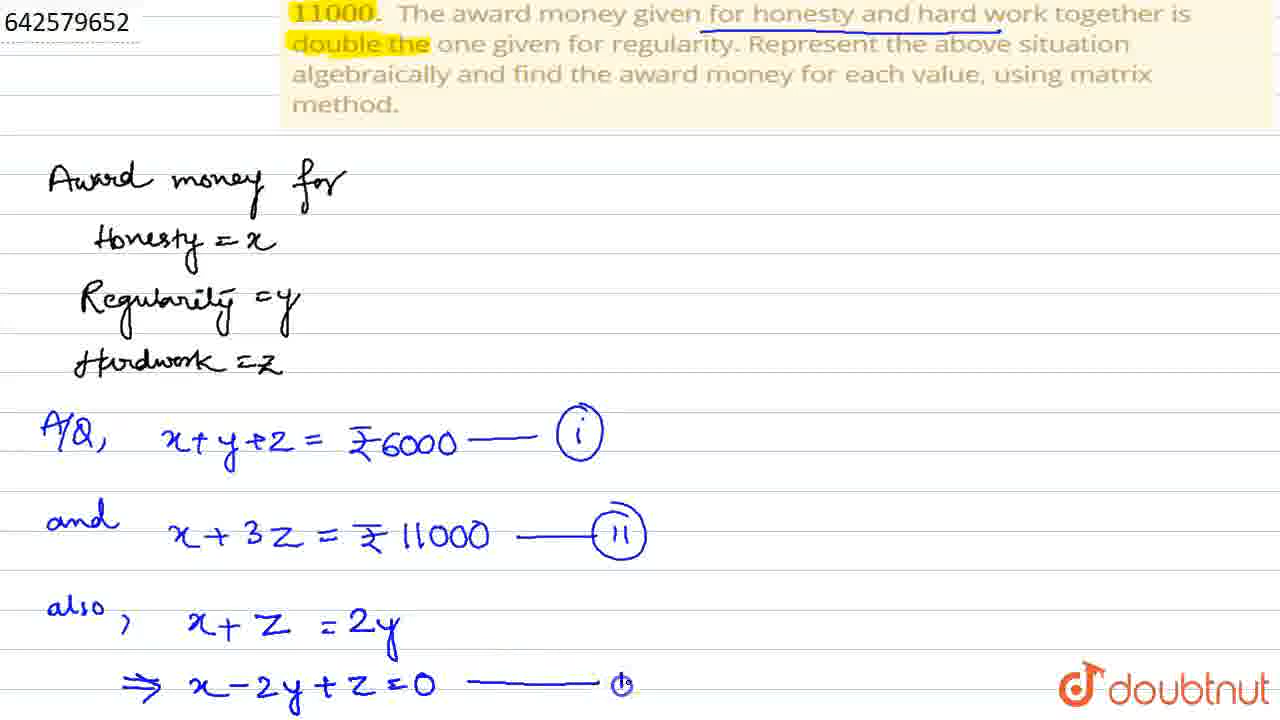 642579652
11000. The award money given for honesty and hard work together is
double the one given for regularity. Represent the above situation
algebraically and find the award money for each value, using matrix
method.
Award money for
Honesty = x
Regularity = y
Hardwork = z
A/Q, x + y + z = ₹ 6000 — (i)
and x + 3z = ₹ 11000 — (ii)
also, x + z = 2y
⇒ x - 2y + z = 0 —
doubtnut